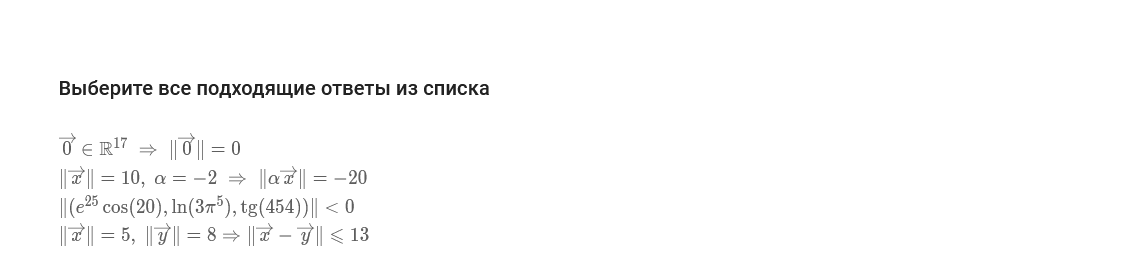 Выберите все подходящие ответы из списка
$\overrightarrow{0} \in \mathbb{R}^{17} \Rightarrow \|\overrightarrow{0}\| = 0$
$\|\overrightarrow{x}\| = 10, \alpha = -2 \Rightarrow \|\alpha\overrightarrow{x}\| = -20$
$\|(e^{25}\cos(20), \ln(3\pi^5), \mathrm{tg}(454))\| < 0$
$\|\overrightarrow{x}\| = 5, \|\overrightarrow{y}\| = 8 \Rightarrow \|\overrightarrow{x} - \overrightarrow{y}\| \leqslant 13$